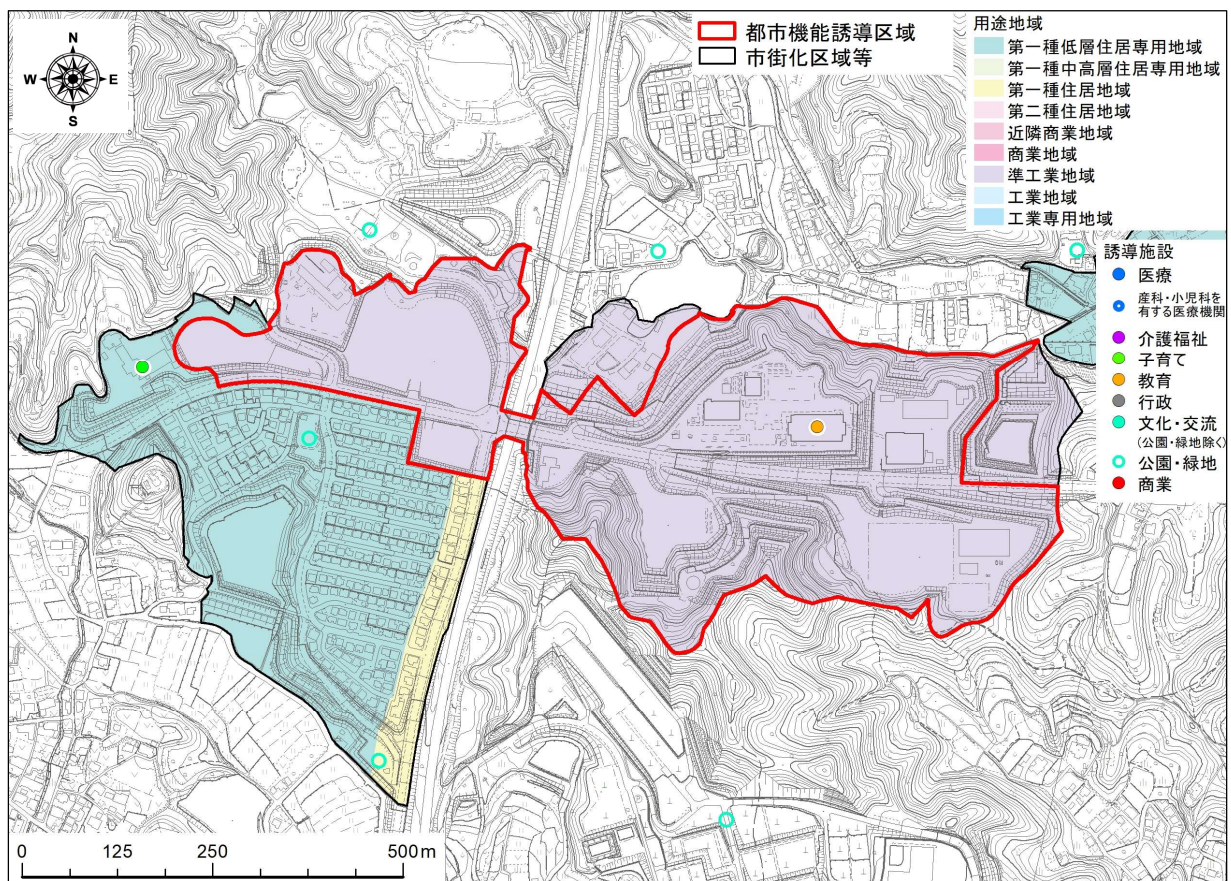 N
W
E
S
都市機能誘導区域
市街化区域等
用途地域
第一種低層住居専用地域
第一種中高層住居専用地域
第一種住居地域
第二種住居地域
近隣商業地域
商業地域
準工業地域
工業地域
工業専用地域
誘導施設
医療
産科・小児科を
有する医療機関
介護福祉
子育て
教育
行政
文化・交流
(公園・緑地除く)
公園・緑地
商業
0 125 250 500m